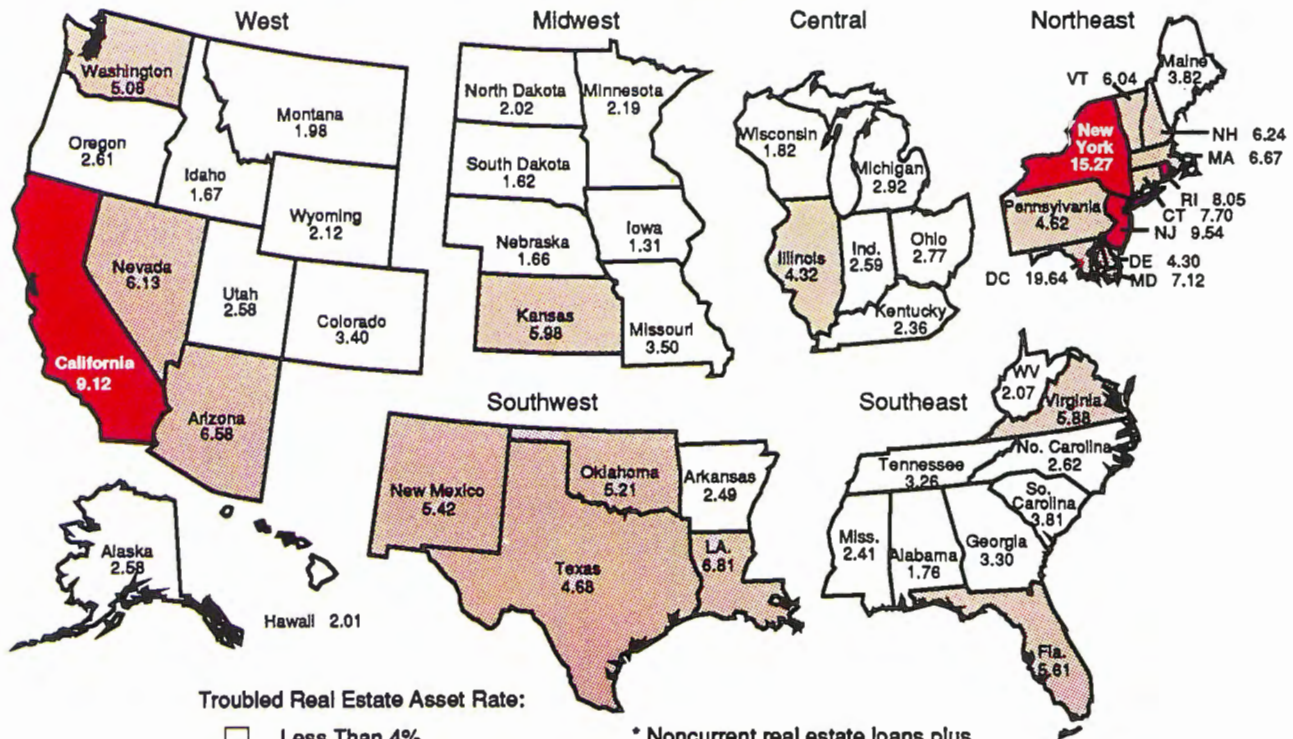 West
Washington
5.08
Montana
1.98
Oregon
2.61
Idaho
1.67
Wyoming
2.12
Nevada
6.13
Utah
2.58
Colorado
3.40
California
9.12
Arizona
6.58
Alaska
2.58
Hawaii 2.01
Midwest
North Dakota
2.02
Minnesota
2.19
South Dakota
1.62
Nebraska
1.66
Iowa
1.31
Kansas
5.98
Missouri
3.50
Central
Wisconsin
1.82
Michigan
2.92
Illinois
4.32
Ind.
2.59
Ohio
2.77
Kentucky
2.36
Northeast
Maine
3.82
VT 6.04
New
York
15.27
NH 6.24
MA 6.67
RI 8.05
CT 7.70
NJ 9.54
Pennsylvania
4.62
DE 4.30
MD 7.12
DC 19.64
Southwest
New Mexico
5.42
Oklahoma
5.21
Arkansas
2.49
Texas
4.68
LA.
6.81
Southeast
WV
2.07
Virginia
5.88
No. Carolina
2.62
Tennessee
3.26
So.
Carolina
3.81
Miss.
2.41
Alabama
1.76
Georgia
3.30
Fla.
5.61
Troubled Real Estate Asset Rate:
Less Than 4%
* Noncurrent real estate loans plus